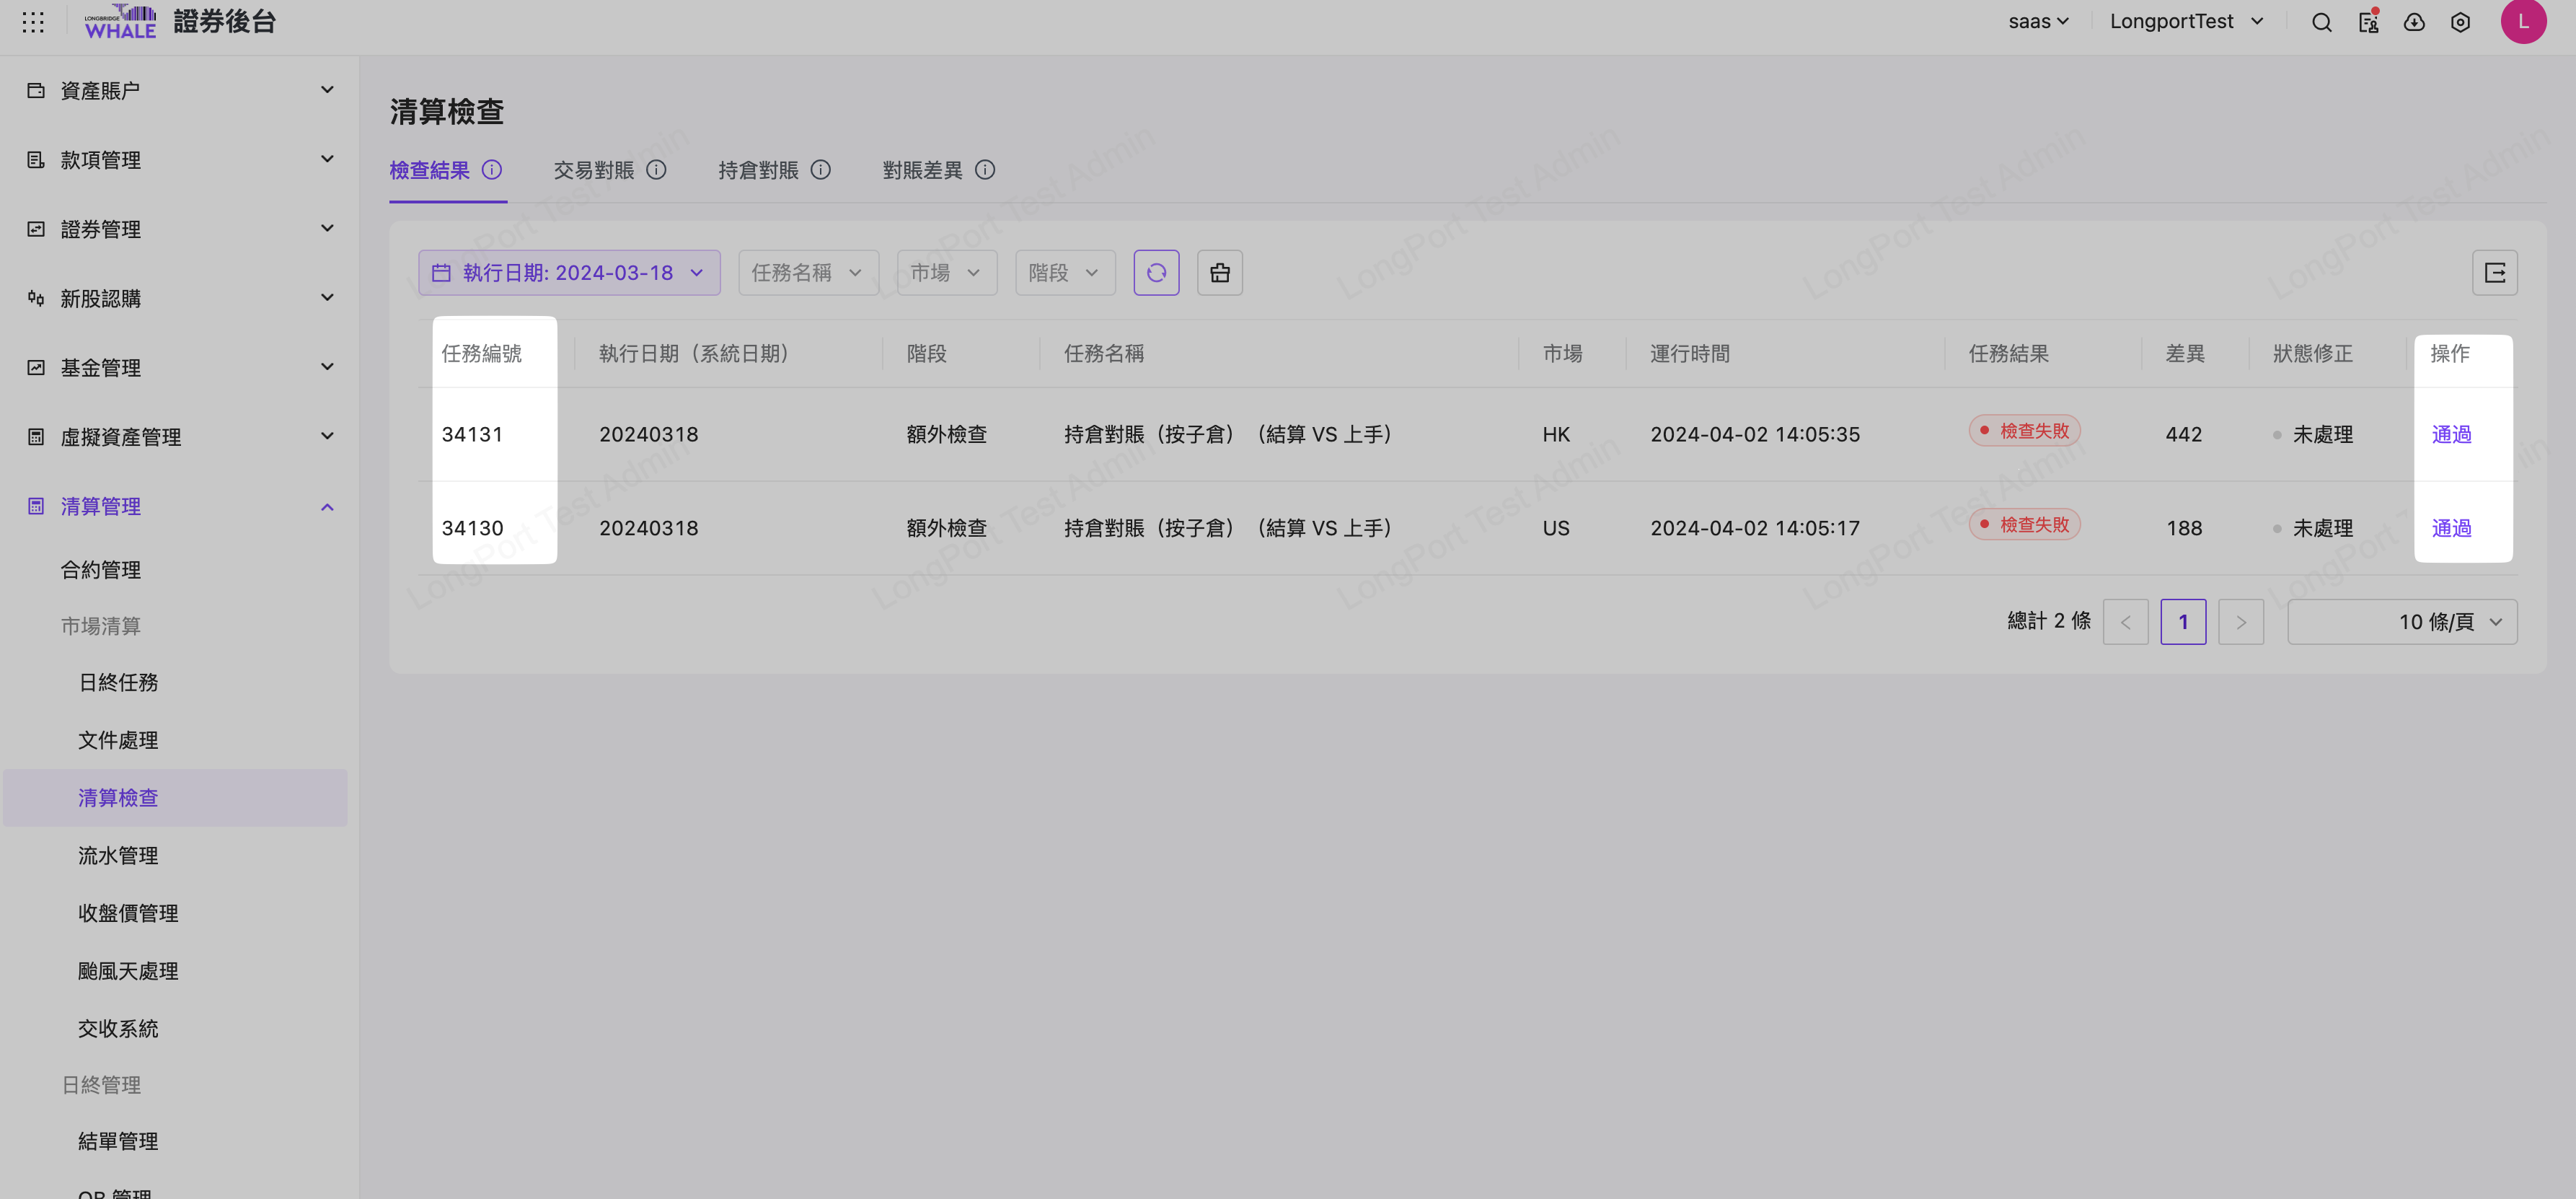 LONGBRIDGE
WHALE 證券後台 saas LongportTest L
資產賬户
款項管理
證券管理
新股認購
基金管理
虛擬資產管理
清算管理
合約管理
市場清算
日終任務
文件處理
清算檢查
流水管理
收盤價管理
颱風天處理
交收系統
日終管理
結單管理
清算檢查
檢查結果 交易對賬 持倉對賬 對賬差異
執行日期: 2024-03-18 任務名稱 市場 階段
任務編號 執行日期（系統日期） 階段 任務名稱 市場 運行時間 任務結果 差異 狀態修正 操作
34131 20240318 額外檢查 持倉對賬（按子倉）（結算 VS 上手） HK 2024-04-02 14:05:35 檢查失敗 442 未處理 通過
34130 20240318 額外檢查 持倉對賬（按子倉）（結算 VS 上手） US 2024-04-02 14:05:17 檢查失敗 188 未處理 通過
總計 2 條 < 1 > 10 條/頁
LongPort Test Admin